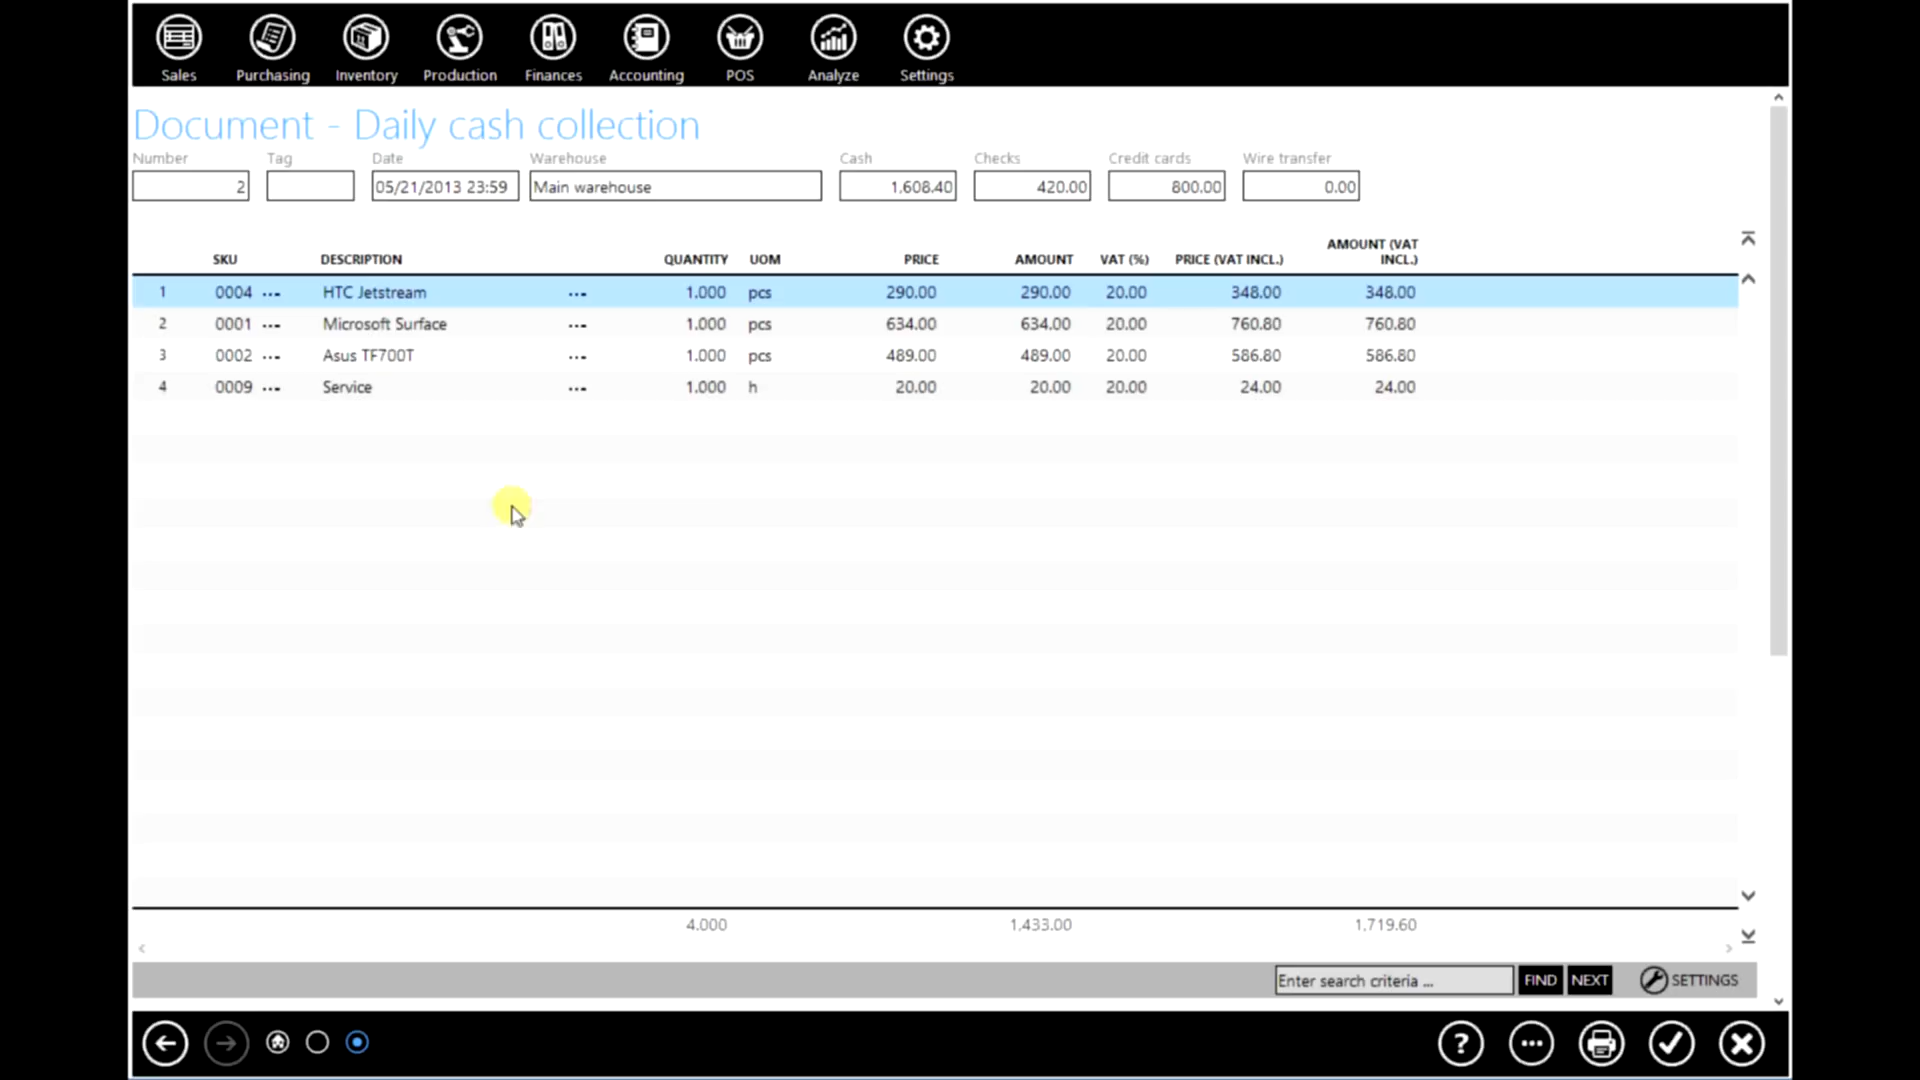 Sales Purchasing Inventory Production Finances Accounting POS Analyze Settings
Document - Daily cash collection
Number Tag Date Warehouse Cash Checks Credit cards Wire transfer
2 05/21/2013 23:59 Main warehouse 1,608.40 420.00 800.00 0.00
SKU DESCRIPTION QUANTITY UOM PRICE AMOUNT VAT (%) PRICE (VAT INCL.) AMOUNT (VAT
INCL.)
1 0004 ... HTC Jetstream ... 1.000 pcs 290.00 290.00 20.00 348.00 348.00
2 0001 ... Microsoft Surface ... 1.000 pcs 634.00 634.00 20.00 760.80 760.80
3 0002 ... Asus TF700T ... 1.000 pcs 489.00 489.00 20.00 586.80 586.80
4 0009 ... Service ... 1.000 h 20.00 20.00 20.00 24.00 24.00
4.000 1,433.00 1,719.60
Enter search criteria ... FIND NEXT SETTINGS